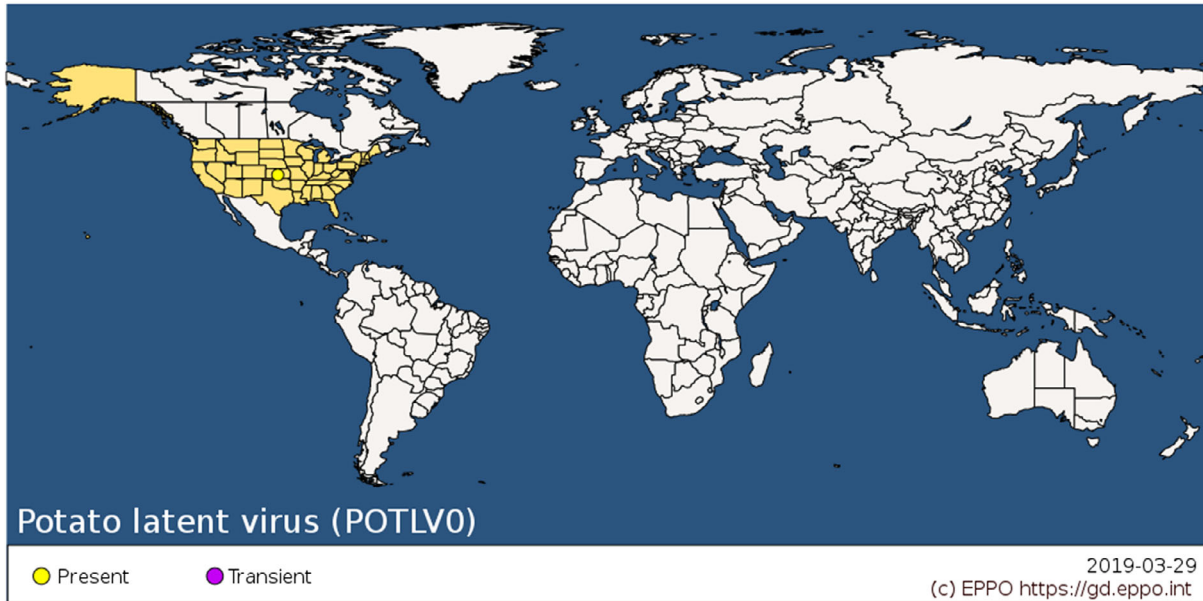 Potato latent virus (POTLV0)
Present
Transient
2019-03-29
(c) EPPO https://gd.eppo.int